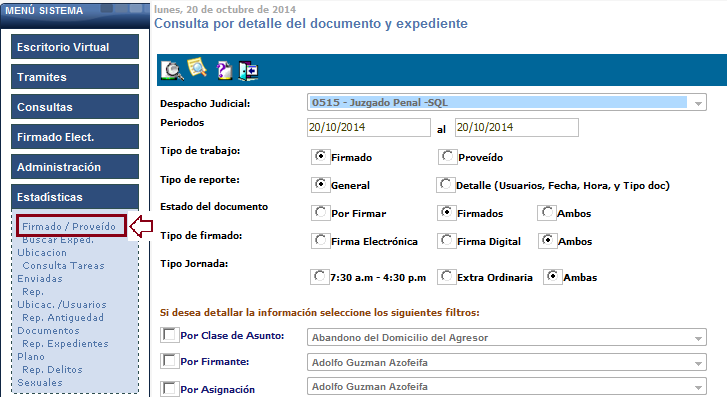 MENÚ SISTEMA
Escritorio Virtual
Tramites
Consultas
Firmado Elect.
Administración
Estadísticas
Firmado / Proveído
Buscar Exped.
Ubicacion
Consulta Tareas
Enviadas
Rep.
Ubicac. /Usuarios
Rep. Antiguedad
Documentos
Rep. Expedientes
Plano
Rep. Delitos
Sexuales
lunes, 20 de octubre de 2014
Consulta por detalle del documento y expediente
Despacho Judicial: 0515 - Juzgado Penal -SQL
Periodos 20/10/2014 al 20/10/2014
Tipo de trabajo: Firmado Proveído
Tipo de reporte: General Detalle (Usuarios, Fecha, Hora, y Tipo doc)
Estado del documento Por Firmar Firmados Ambos
Tipo de firmado: Firma Electrónica Firma Digital Ambos
Tipo Jornada: 7:30 a.m - 4:30 p.m Extra Ordinaria Ambas
Si desea detallar la información seleccione los siguientes filtros:
Por Clase de Asunto: Abandono del Domicilio del Agresor
Por Firmante: Adolfo Guzman Azofeifa
Por Asignación Adolfo Guzman Azofeifa